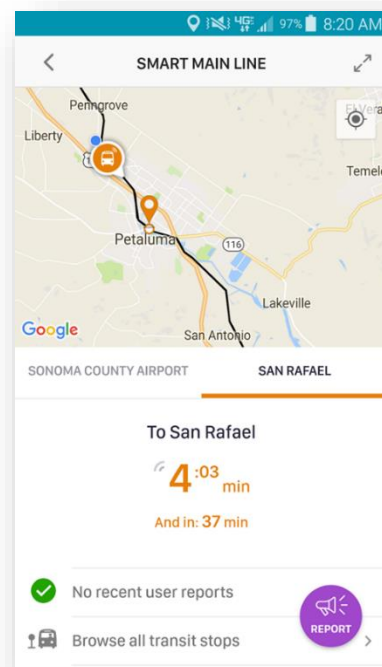 4G 97% 8:20 AM
SMART MAIN LINE
Penngrove
Liberty
Petaluma
116
Lakeville
San Antonio
Google
SONOMA COUNTY AIRPORT SAN RAFAEL
To San Rafael
4:03 min
And in: 37 min
No recent user reports
REPORT
Browse all transit stops